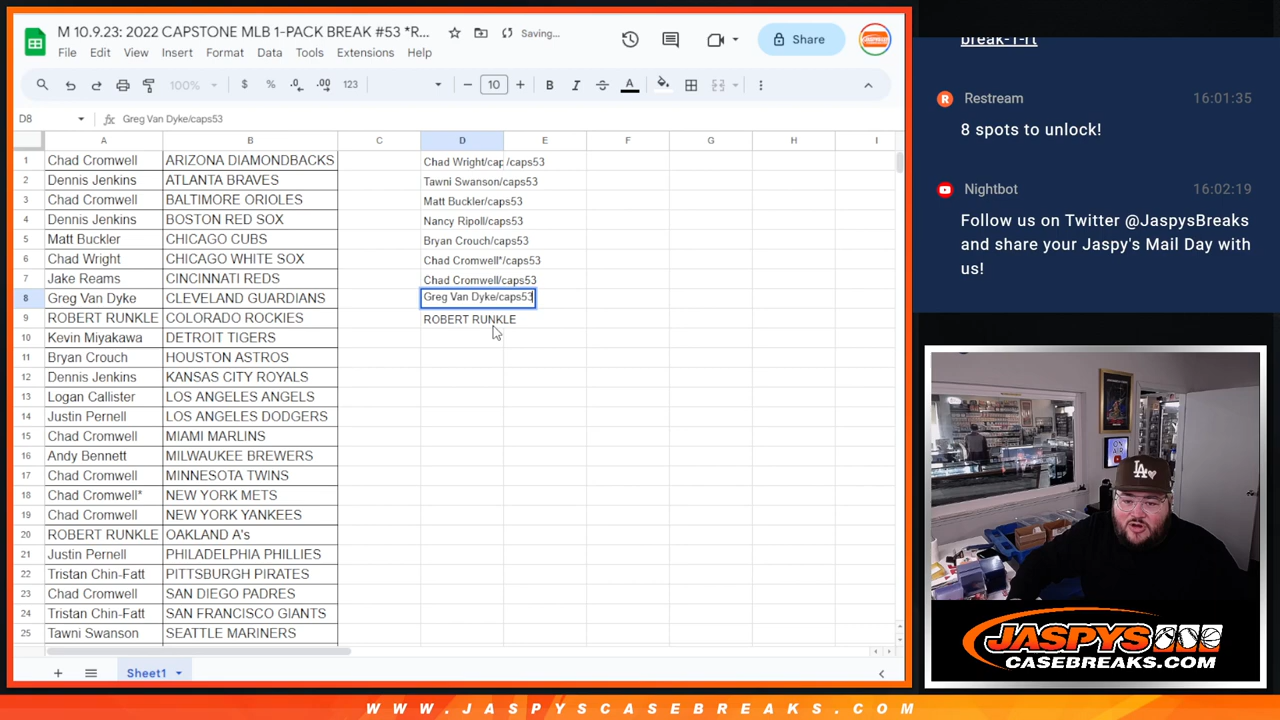 M 10.9.23: 2022 CAPSTONE MLB 1-PACK BREAK #53 *R...
Saving...
File Edit View Format Data Tools Extensions Help
Share
100% $ % .0 .00 123 10 B I A
D8 Greg Van Dyke/caps53
A B C D E F G H I
1 Chad Cromwell ARIZONA DIAMONDBACKS Chad Wright/cap /caps53
2 Dennis Jenkins ATLANTA BRAVES Tawni Swanson/caps53
3 Chad Cromwell BALTIMORE ORIOLES Matt Buckler/caps53
4 Dennis Jenkins BOSTON RED SOX Nancy Ripoll/caps53
5 Matt Buckler CHICAGO CUBS Bryan Crouch/caps53
6 Chad Wright CHICAGO WHITE SOX Chad Cromwell*/caps53
7 Jake Reams CINCINNATI REDS Chad Cromwell/caps53
8 Greg Van Dyke CLEVELAND GUARDIANS Greg Van Dyke/caps53
9 ROBERT RUNKLE COLORADO ROCKIES ROBERT RUNKLE
10 Kevin Miyakawa DETROIT TIGERS
11 Bryan Crouch HOUSTON ASTROS
12 Dennis Jenkins KANSAS CITY ROYALS
13 Logan Callister LOS ANGELES ANGELS
14 Justin Pernell LOS ANGELES DODGERS
15 Chad Cromwell MIAMI MARLINS
16 Andy Bennett MILWAUKEE BREWERS
17 Chad Cromwell MINNESOTA TWINS
18 Chad Cromwell* NEW YORK METS
19 Chad Cromwell NEW YORK YANKEES
20 ROBERT RUNKLE OAKLAND A's
21 Justin Pernell PHILADELPHIA PHILLIES
22 Tristan Chin-Fatt PITTSBURGH PIRATES
23 Chad Cromwell SAN DIEGO PADRES
24 Tristan Chin-Fatt SAN FRANCISCO GIANTS
25 Tawni Swanson SEATTLE MARINERS
Sheet1
break-1-rt
Restream 16:01:35
8 spots to unlock!
Nightbot 16:02:19
Follow us on Twitter @JaspysBreaks
and share your Jaspy's Mail Day with
us!
ON
AIR
LA
JASPYS
CASEBREAKS.COM
WWW.JASPYSCASEBREAKS.COM